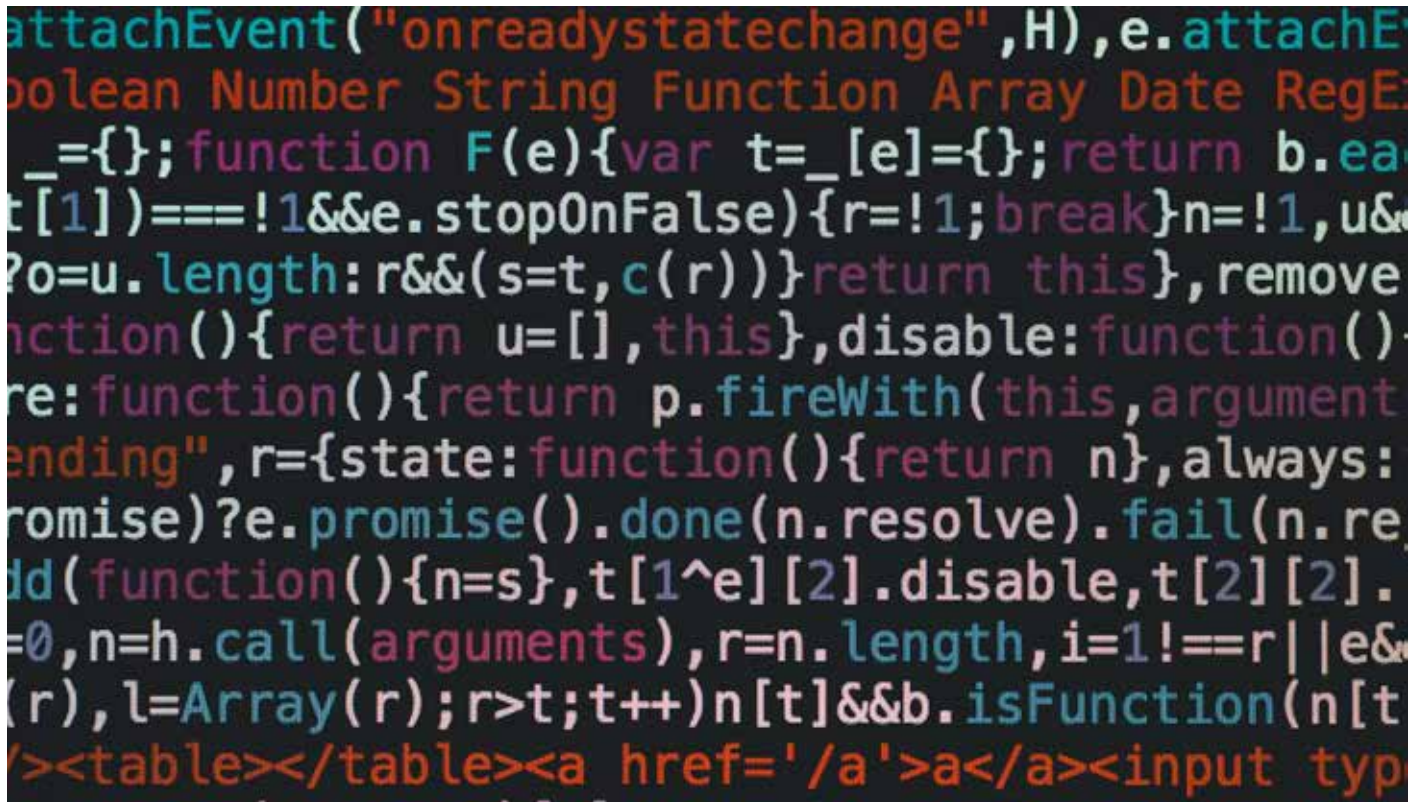 attachEvent("onreadystatechange",H),e.attachEv
oolean Number String Function Array Date RegEx
_={};function F(e){var t=_[e]={};return b.ea
t[1])===!1&&e.stopOnFalse){r=!1;break}n=!1,u&
?o=u.length:r&&(s=t,c(r))}return this},remove
nction(){return u=[],this},disable:function(){
re:function(){return p.fireWith(this,argument
ending",r={state:function(){return n},always:
romise)?e.promise().done(n.resolve).fail(n.re
dd(function(){n=s},t[1^e][2].disable,t[2][2].
=0,n=h.call(arguments),r=n.length,i=1!==r||e&
(r),l=Array(r);r>t;t++)n[t]&&b.isFunction(n[t
/><table></table><a href='/a'>a</a><input typ